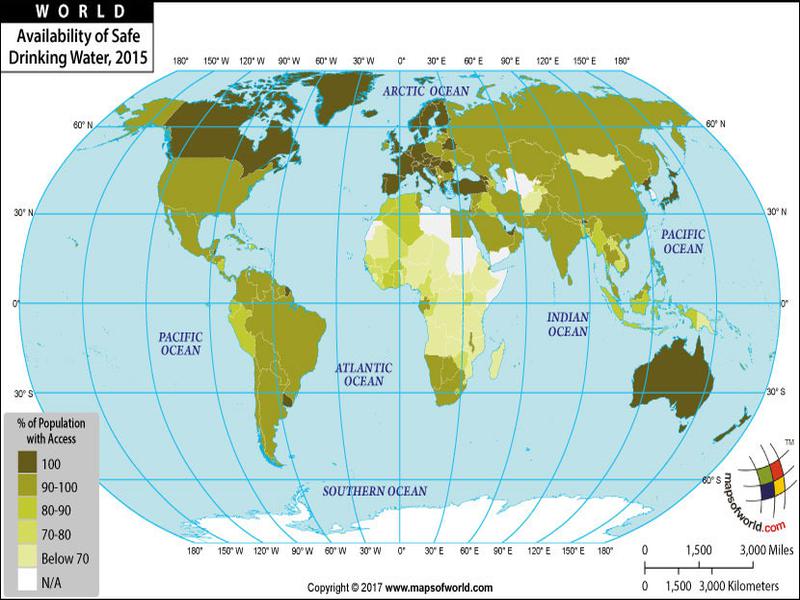 WORLD
Availability of Safe
Drinking Water, 2015
180° 150° W 120° W 90° W 60° W 30° W 0° 30° E 60° E 90° E 120° E 150° E 180°
ARCTIC OCEAN
60° N 60° N
30° N 30° N
PACIFIC
OCEAN
0° 0°
INDIAN
OCEAN
PACIFIC
OCEAN
ATLANTIC
OCEAN
30° S 30° S
% of Population
with Access
100
90-100
80-90
70-80
Below 70
N/A
60° S
SOUTHERN OCEAN
TM
mapsofworld.com
180° 150° W 120° W 90° W 60° W 30° W 0° 30° E 60° E 90° E 120° E 150° E 180°
0 1,500 3,000 Miles
0 1,500 3,000 Kilometers
Copyright © 2017 www.mapsofworld.com